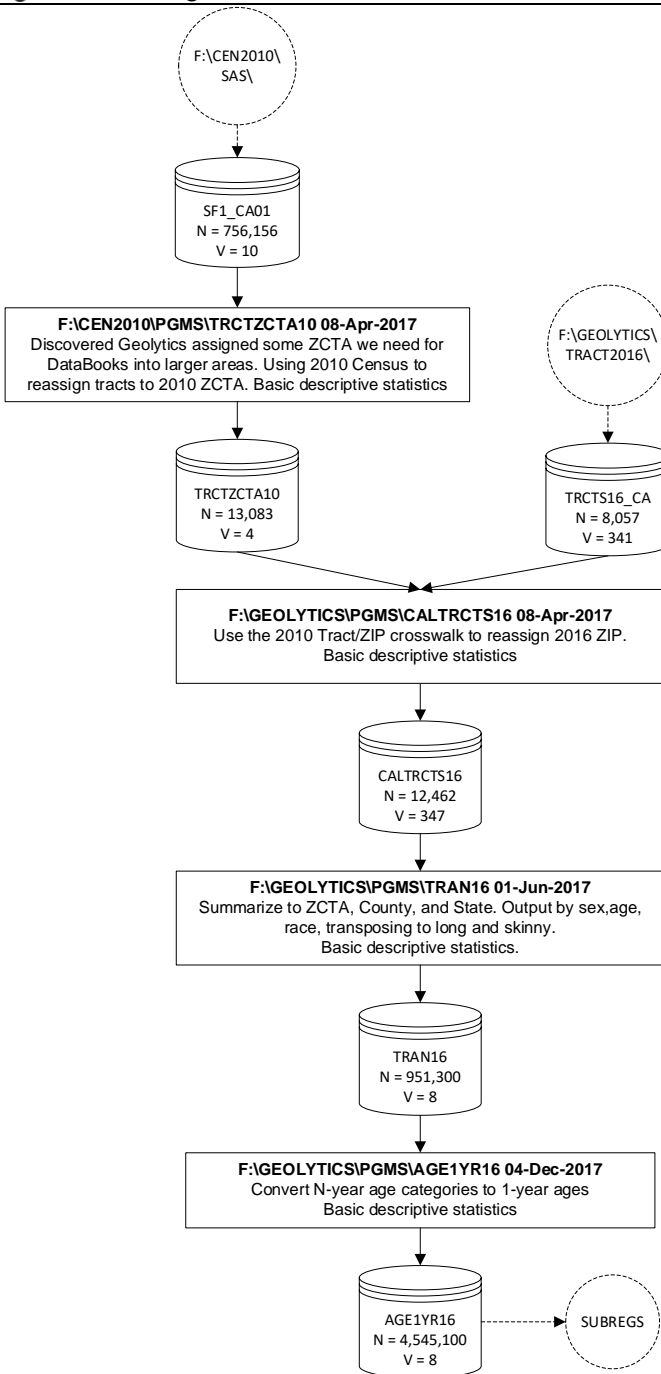 F:\CEN2010\
SAS\
SF1_CA01
N = 756,156
V = 10
F:\CEN2010\PGMS\TRCTZCTA10 08-Apr-2017
Discovered Geolytics assigned some ZCTA we need for
DataBooks into larger areas. Using 2010 Census to
reassign tracts to 2010 ZCTA. Basic descriptive statistics
F:\GEOLYTICS\
TRACT2016\
TRCTZCTA10
N = 13,083
V = 4
TRCTS16_CA
N = 8,057
V = 341
F:\GEOLYTICS\PGMS\CALTRCTS16 08-Apr-2017
Use the 2010 Tract/ZIP crosswalk to reassign 2016 ZIP.
Basic descriptive statistics
CALTRCTS16
N = 12,462
V = 347
F:\GEOLYTICS\PGMS\TRAN16 01-Jun-2017
Summarize to ZCTA, County, and State. Output by sex,age,
race, transposing to long and skinny.
Basic descriptive statistics.
TRAN16
N = 951,300
V = 8
F:\GEOLYTICS\PGMS\AGE1YR16 04-Dec-2017
Convert N-year age categories to 1-year ages
Basic descriptive statistics
AGE1YR16
N = 4,545,100
V = 8
SUBREGS